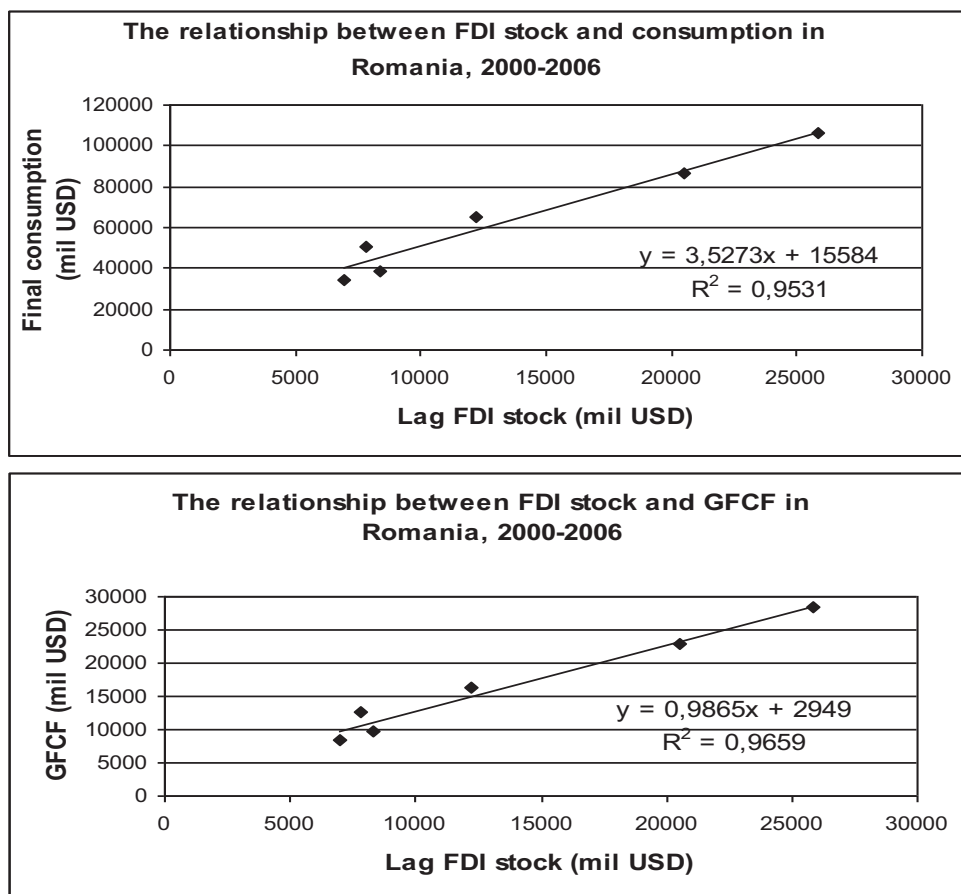 The relationship between FDI stock and consumption in
Romania, 2000-2006
Final consumption
(mil USD)
120000
100000
80000
60000
40000
20000
0
y = 3,5273x + 15584
R² = 0,9531
0 5000 10000 15000 20000 25000 30000
Lag FDI stock (mil USD)
The relationship between FDI stock and GFCF in
Romania, 2000-2006
GFCF (mil USD)
30000
25000
20000
15000
10000
5000
0
y = 0,9865x + 2949
R² = 0,9659
0 5000 10000 15000 20000 25000 30000
Lag FDI stock (mil USD)